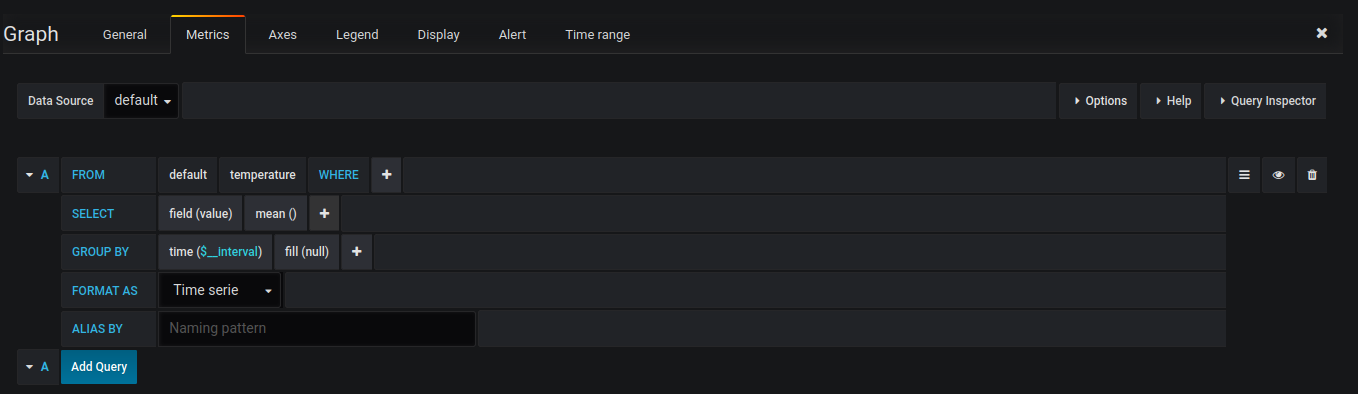 Graph General Metrics Axes Legend Display Alert Time range
Data Source default Options Help Query Inspector
A FROM default temperature WHERE +
SELECT field (value) mean () +
GROUP BY time ($__interval) fill (null) +
FORMAT AS Time serie
ALIAS BY Naming pattern
A Add Query